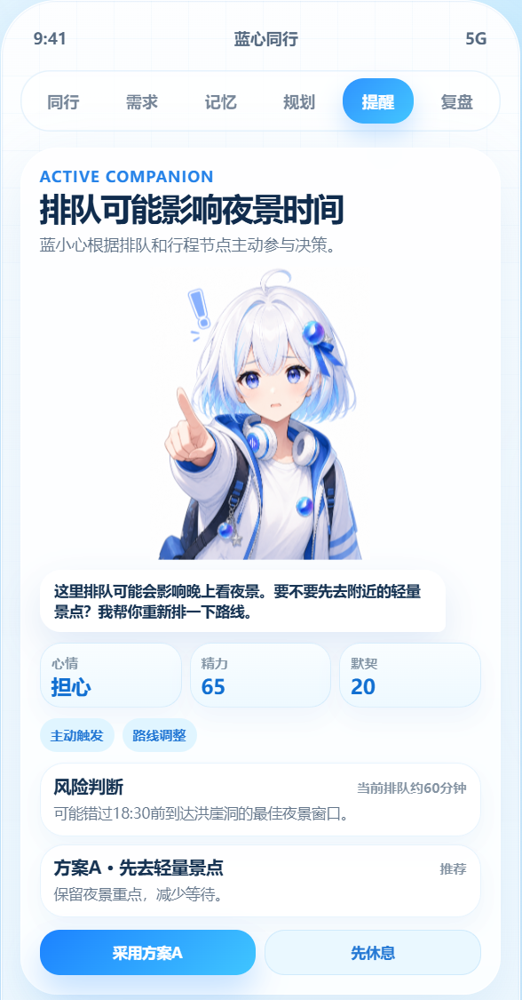 9:41 蓝心同行 5G
同行 需求 记忆 规划 提醒 复盘
ACTIVE COMPANION
排队可能影响夜景时间
蓝小心根据排队和行程节点主动参与决策。
这里排队可能会影响晚上看夜景。要不要先去附近的轻量
景点？我帮你重新排一下路线。
心情 精力 默契
担心 65 20
主动触发 路线调整
风险判断 当前排队约60分钟
可能错过18:30前到达洪崖洞的最佳夜景窗口。
方案A · 先去轻量景点 推荐
保留夜景重点，减少等待。
采用方案A 先休息